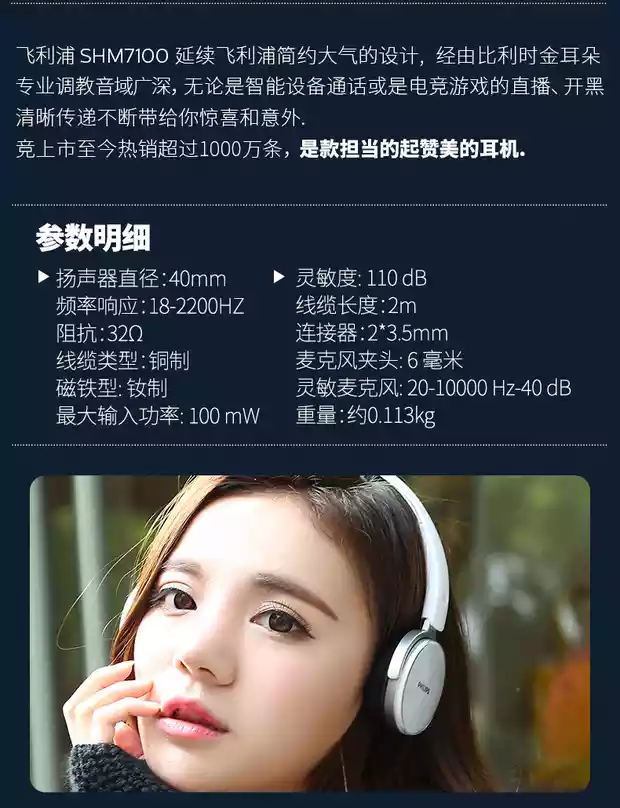 飞利浦 SHM7100 延续飞利浦简约大气的设计, 经由比利时金耳朵
专业调教音域广深,无论是智能设备通话或是电竞游戏的直播、开黑
清晰传递不断带给你惊喜和意外.
竞上市至今热销超过1000万条，是款担当的起赞美的耳机.
参数明细
扬声器直径:40mm
频率响应:18-2200HZ
阻抗:32Ω
线缆类型:铜制
磁铁型: 钕制
最大输入功率: 100 mW
灵敏度: 110 dB
线缆长度:2m
连接器:2*3.5mm
麦克风夹头: 6 毫米
灵敏麦克风: 20-10000 Hz-40 dB
重量:约0.113kg
PHILIPS